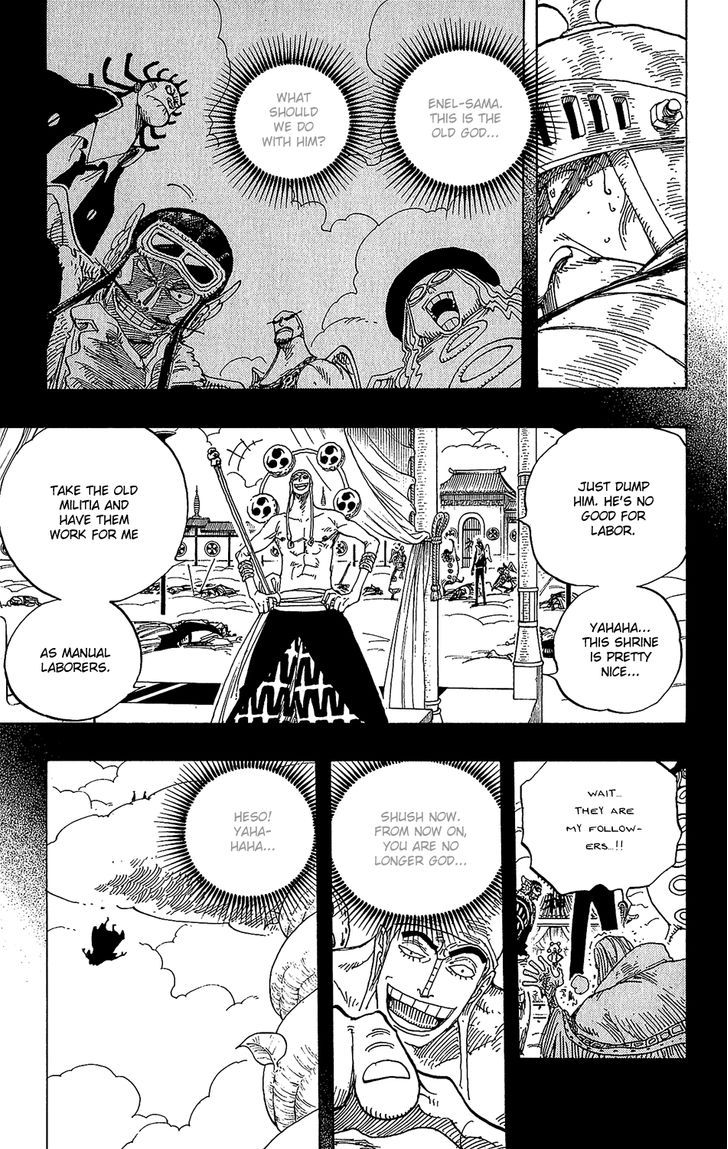 ENEL-SAMA.
THIS IS THE
OLD GOD...
WHAT
SHOULD
WE DO
WITH HIM?
JUST DUMP
HIM. HE'S NO
GOOD FOR
LABOR.
YAHAHA...
THIS SHRINE
IS PRETTY
NICE...
TAKE THE OLD
MILITIA AND
HAVE THEM
WORK FOR ME
AS MANUAL
LABORERS.
WAIT...
THEY ARE
MY FOLLOW-
ERS...!!
SHUSH NOW.
FROM NOW ON,
YOU ARE NO
LONGER GOD...
HESO!
YAHA-
HAHA...